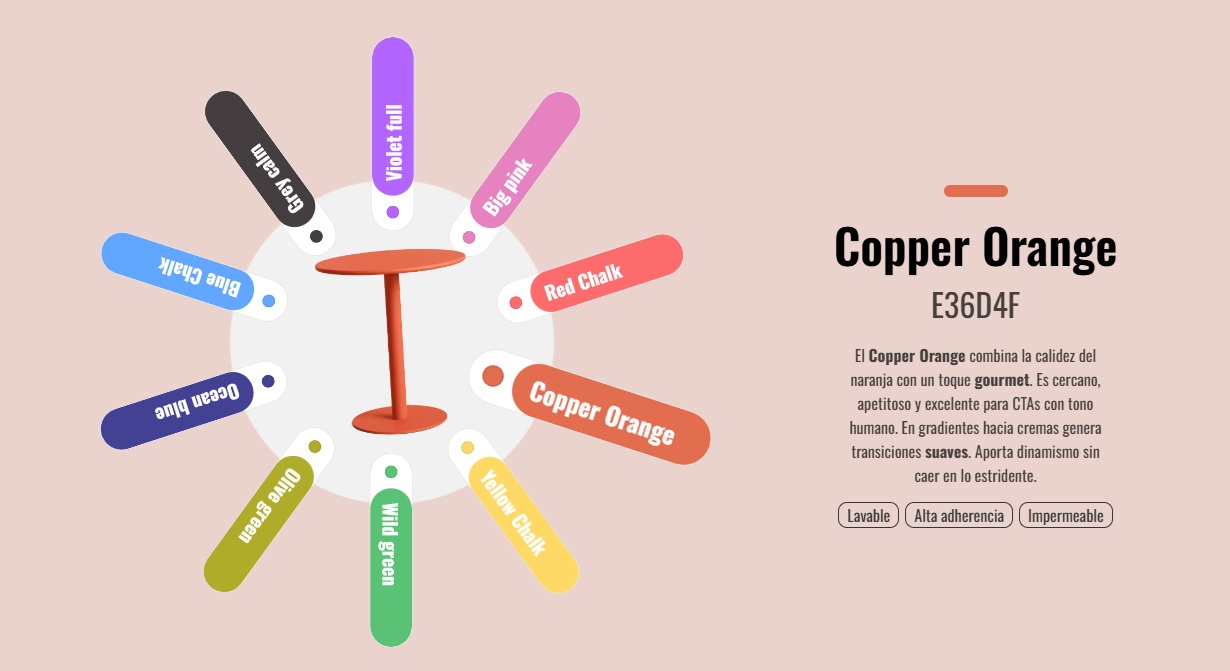 Violet full
Big pink
Red Chalk
Copper Orange
Yellow Chalk
Wild green
Olive green
Ocean blue
Blue Chalk
Grey calm
Copper Orange
E36D4F
El Copper Orange combina la calidez del
naranja con un toque gourmet. Es cercano,
apetitoso y excelente para CTAs con tono
humano. En gradientes hacia cremas genera
transiciones suaves. Aporta dinamismo sin
caer en lo estridente.
Lavable Alta adherencia Impermeable